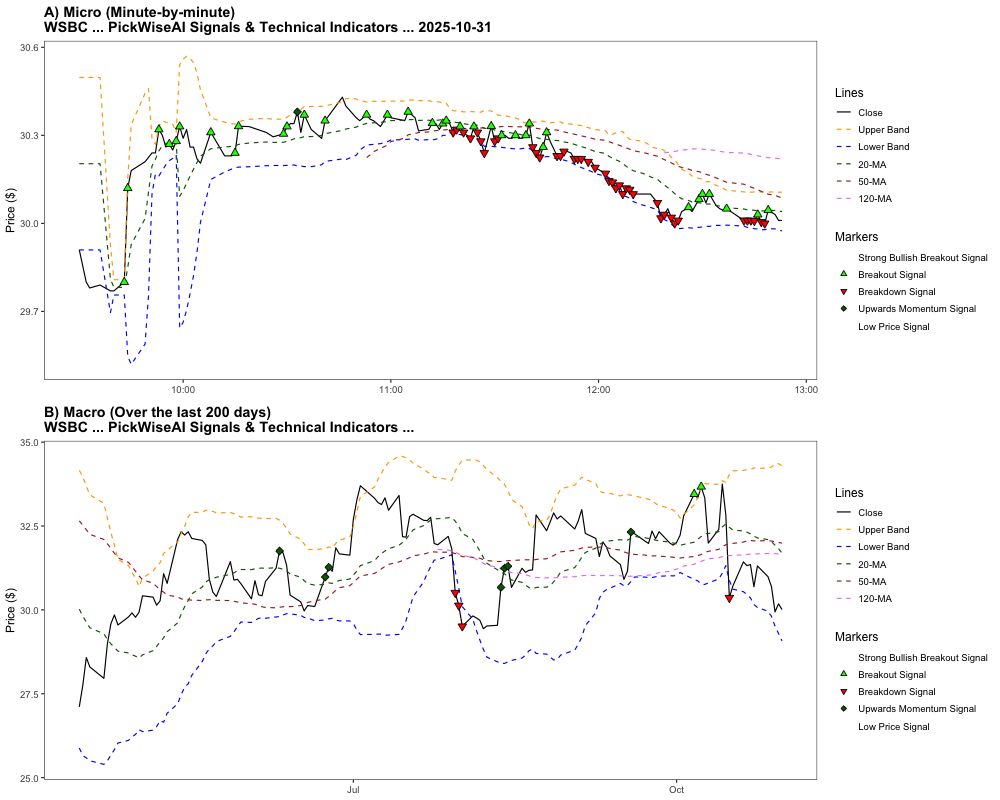 A) Micro (Minute-by-minute)
WSBC ... PickWiseAI Signals & Technical Indicators ... 2025-10-31
30.6
30.3
30.0
29.7
Price ($)
10:00
11:00
12:00
13:00
Lines
Close
Upper Band
Lower Band
20-MA
50-MA
120-MA
Markers
Strong Bullish Breakout Signal
Breakout Signal
Breakdown Signal
Upwards Momentum Signal
Low Price Signal
B) Macro (Over the last 200 days)
WSBC ... PickWiseAI Signals & Technical Indicators ...
35.0
32.5
30.0
27.5
25.0
Price ($)
Jul
Oct
Lines
Close
Upper Band
Lower Band
20-MA
50-MA
120-MA
Markers
Strong Bullish Breakout Signal
Breakout Signal
Breakdown Signal
Upwards Momentum Signal
Low Price Signal